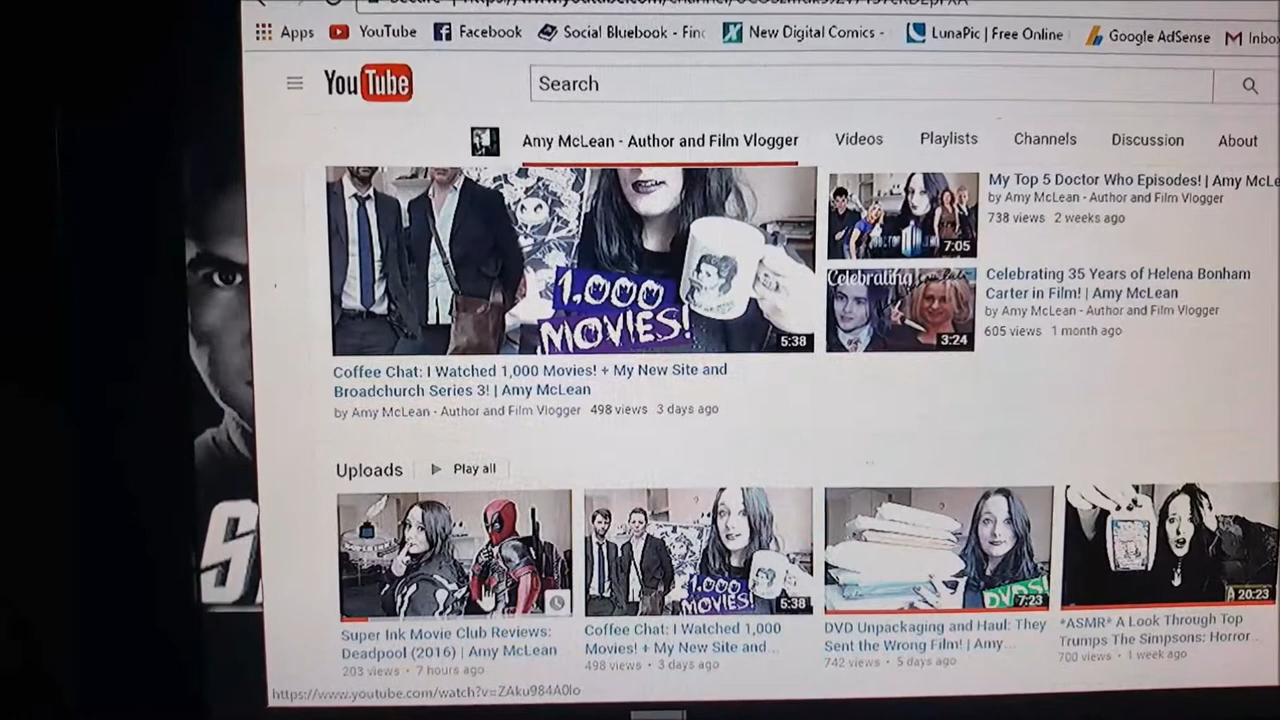 Apps YouTube Facebook Social Bluebook - Fin New Digital Comics - LunaPic | Free Online Google AdSense Inbo
YouTube
Search
Amy McLean - Author and Film Vlogger Videos Playlists Channels Discussion About
My Top 5 Doctor Who Episodes! | Amy McLe
by Amy McLean - Author and Film Vlogger
738 views 2 weeks ago
7:05
Celebrating
Celebrating 35 Years of Helena Bonham
Carter in Film! | Amy McLean
by Amy McLean - Author and Film Vlogger
605 views 1 month ago
3:24
1,000
MOVIES!
5:38
Coffee Chat: I Watched 1,000 Movies! + My New Site and
Broadchurch Series 3! | Amy McLean
by Amy McLean - Author and Film Vlogger 498 views 3 days ago
Uploads Play all
1,000
MOVIES!
5:38
DVDS
7:23
20:23
Super Ink Movie Club Reviews:
Deadpool (2016) | Amy McLean
203 views • 7 hours ago
Coffee Chat: I Watched 1,000
Movies! + My New Site and...
498 views • 3 days ago
DVD Unpackaging and Haul: They
Sent the Wrong Film! | Amy...
742 views • 5 days ago
*ASMR* A Look Through Top
Trumps The Simpsons: Horror...
700 views • 1 week ago
https://www.youtube.com/watch?v=ZAku984A0lo